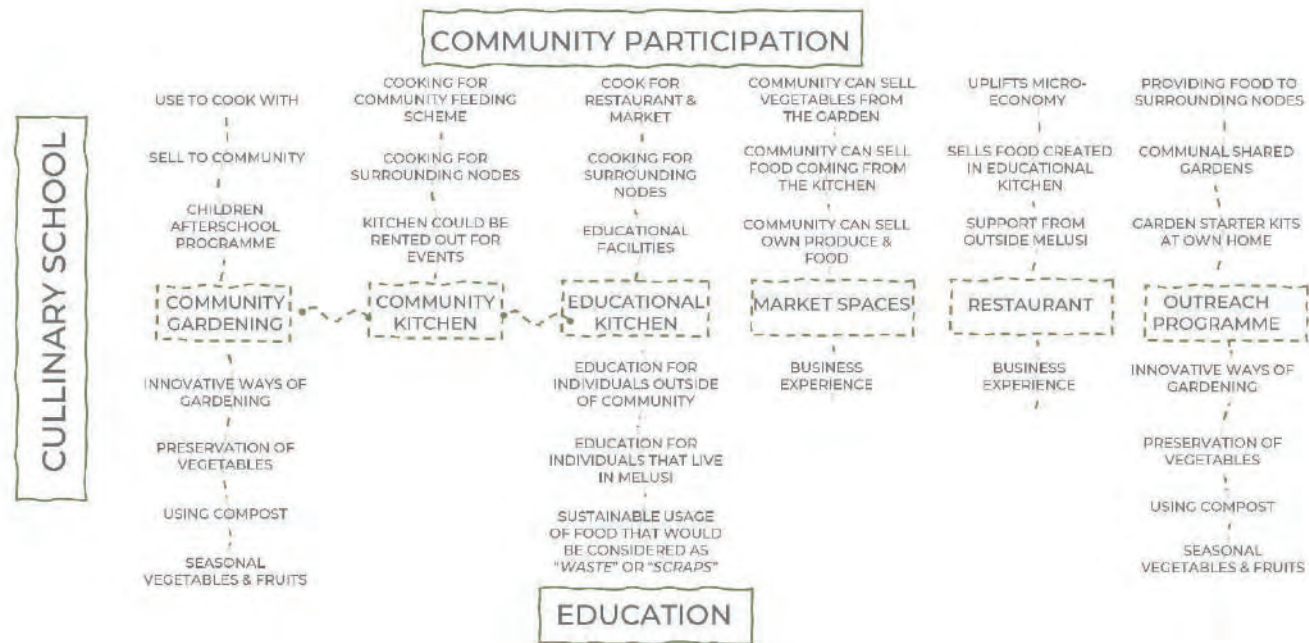 COMMUNITY PARTICIPATION
CULLINARY SCHOOL
USE TO COOK WITH
SELL TO COMMUNITY
CHILDREN
AFTERSCHOOL
PROGRAMME
COMMUNITY
GARDENING
INNOVATIVE WAYS OF
GARDENING
PRESERVATION OF
VEGETABLES
USING COMPOST
SEASONAL
VEGETABLES & FRUITS
COOKING FOR
COMMUNITY FEEDING
SCHEME
COOKING FOR
SURROUNDING NODES
KITCHEN COULD BE
RENTED OUT FOR
EVENTS
COMMUNITY
KITCHEN
COOK FOR
RESTAURANT &
MARKET
COOKING FOR
SURROUNDING
NODES
EDUCATIONAL
FACILITIES
EDUCATIONAL
KITCHEN
EDUCATION FOR
INDIVIDUALS OUTSIDE
OF COMMUNITY
EDUCATION FOR
INDIVIDUALS THAT LIVE
IN MELUSI
SUSTAINABLE USAGE
OF FOOD THAT WOULD
BE CONSIDERED AS
"WASTE" OR "SCRAPS"
COMMUNITY CAN SELL
VEGETABLES FROM
THE GARDEN
COMMUNITY CAN SELL
FOOD COMING FROM
THE KITCHEN
COMMUNITY CAN SELL
OWN PRODUCE &
FOOD
MARKET SPACES
BUSINESS
EXPERIENCE
UPLIFTS MICRO-
ECONOMY
SELLS FOOD CREATED
IN EDUCATIONAL
KITCHEN
SUPPORT FROM
OUTSIDE MELUSI
RESTAURANT
BUSINESS
EXPERIENCE
PROVIDING FOOD TO
SURROUNDING NODES
COMMUNAL SHARED
GARDENS
GARDEN STARTER KITS
AT OWN HOME
OUTREACH
PROGRAMME
INNOVATIVE WAYS OF
GARDENING
PRESERVATION OF
VEGETABLES
USING COMPOST
SEASONAL
VEGETABLES & FRUITS
EDUCATION